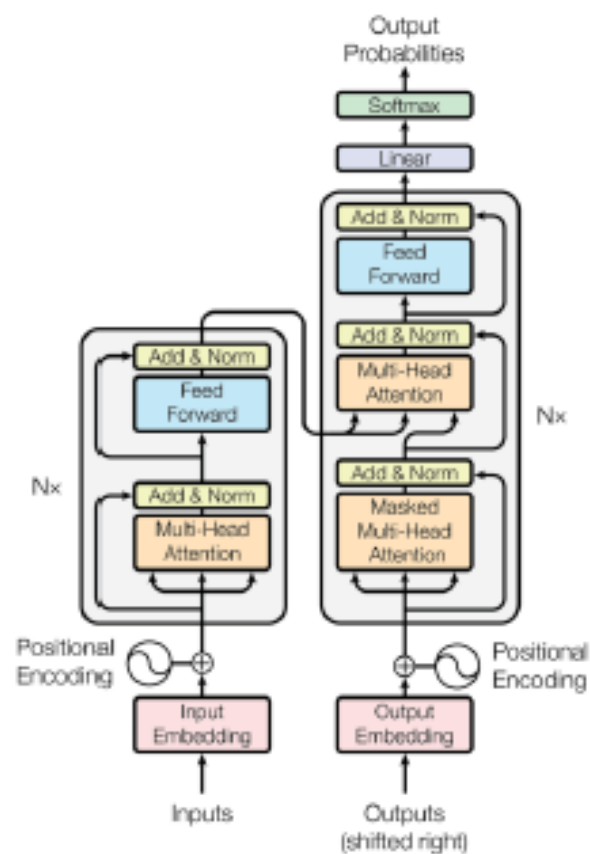 Output
Probabilities
Softmax
Linear
Add & Norm
Feed
Forward
Add & Norm
Multi-Head
Attention
Add & Norm
Masked
Multi-Head
Attention
Nx
Add & Norm
Feed
Forward
Add & Norm
Multi-Head
Attention
Nx
Positional
Encoding
Positional
Encoding
Input
Embedding
Output
Embedding
Inputs
Outputs
(shifted right)